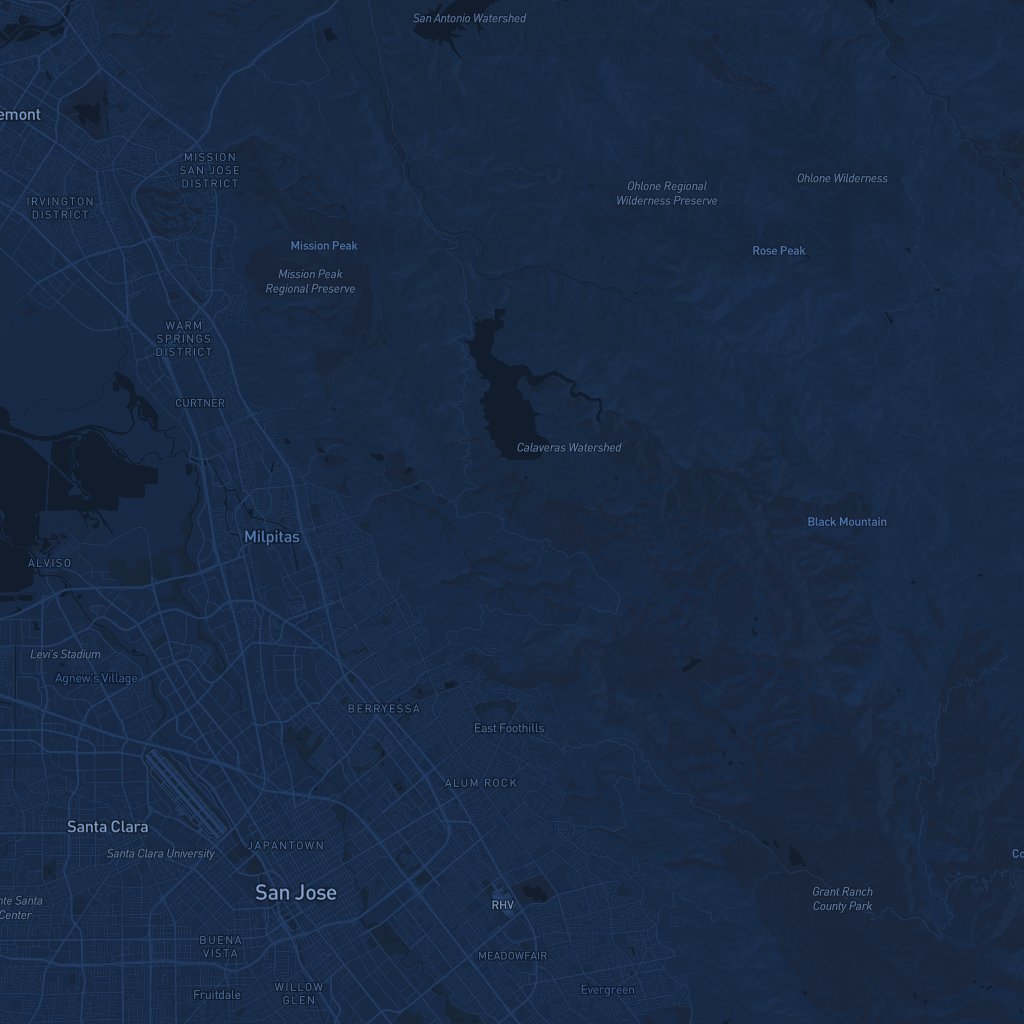 San Antonio Watershed
emont
MISSION
SAN JOSE
DISTRICT
Ohlone Wilderness
Ohlone Regional
Wilderness Preserve
IRVINGTON
DISTRICT
Mission Peak
Rose Peak
Mission Peak
Regional Preserve
WARM
SPRINGS
DISTRICT
CURTNER
Calaveras Watershed
Black Mountain
Milpitas
ALVISO
Levi's Stadium
Agnew's Village
BERRYESSA
East Foothills
ALUM ROCK
Santa Clara
JAPANTOWN
Santa Clara University
Co
San Jose
Grant Ranch
County Park
nte Santa
Center
RHV
BUENA
VISTA
MEADOWFAIR
WILLOW
GLEN
Fruitdale
Evergreen